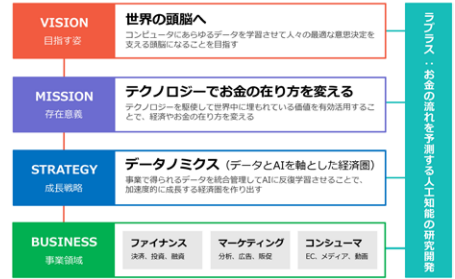 VISION
目指す姿
世界の頭脳へ
コンピュータにあらゆるデータを学習させて人々の最適な意思決定を
支える頭脳になることを目指す
MISSION
存在意義
テクノロジーでお金の在り方を変える
テクノロジーを駆使して世界中に埋もれている価値を有効活用するこ
とで、経済やお金の在り方を変える
STRATEGY
成長戦略
データノミクス（データとAIを軸とした経済圏）
事業で得られるデータを統合管理してAIに反復学習させることで、
加速度的に成長する経済圏を作り出す
BUSINESS
事業領域
ファイナンス
決済、投資、融資
マーケティング
分析、広告、販促
コンシューマ
EC、メディア、動画
ラプラス：お金の流れを予測する人工知能の研究開発